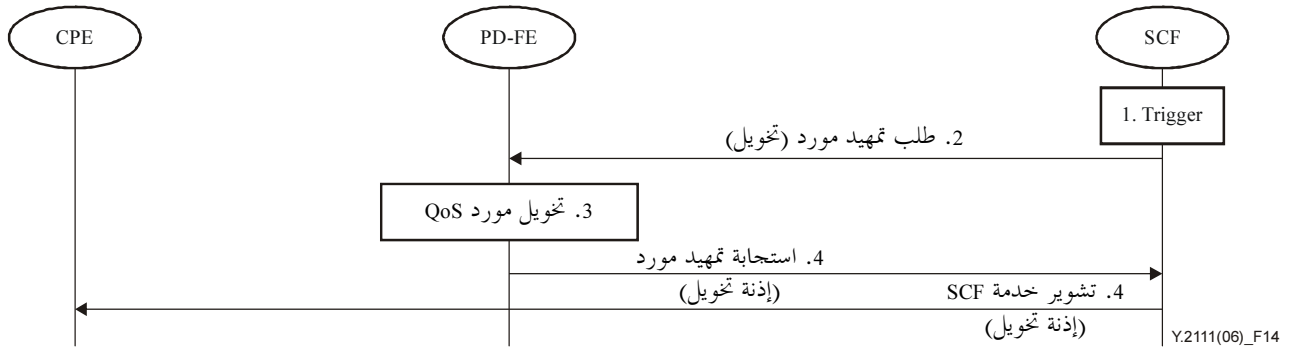 CPE
PD-FE
SCF
1. Trigger
2. طلب تمهيد مورد (تخويل)
3. تخويل مورد QoS
4. استجابة تمهيد مورد
(إذنة تخويل)
4. تشوير خدمة SCF
(إذنة تخويل)
Y.2111(06)_F14